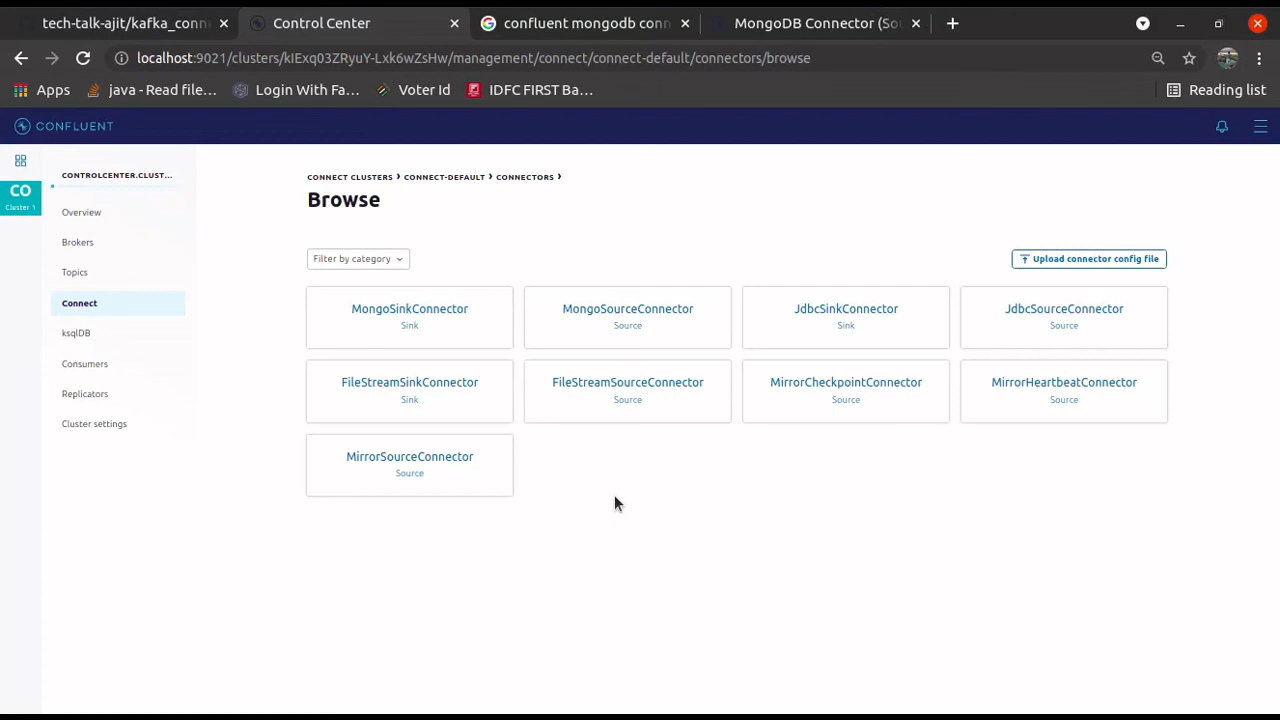 tech-talk-ajit/kafka_conn
Control Center
confluent mongodb conn
MongoDB Connector (Sou
localhost:9021/clusters/kIExq03ZRyuY-Lxk6wZsHw/management/connect/connect-default/connectors/browse
Apps
java - Read file...
Login With Fa...
Voter Id
IDFC FIRST Ba...
Reading list
CONFLUENT
CO
Cluster 1
CONTROLCENTER.CLUST...
Overview
Brokers
Topics
Connect
ksqlDB
Consumers
Replicators
Cluster settings
CONNECT CLUSTERS › CONNECT-DEFAULT › CONNECTORS ›
Browse
Filter by category
Upload connector config file
MongoSinkConnector
Sink
MongoSourceConnector
Source
JdbcSinkConnector
Sink
JdbcSourceConnector
Source
FileStreamSinkConnector
Sink
FileStreamSourceConnector
Source
MirrorCheckpointConnector
Source
MirrorHeartbeatConnector
Source
MirrorSourceConnector
Source